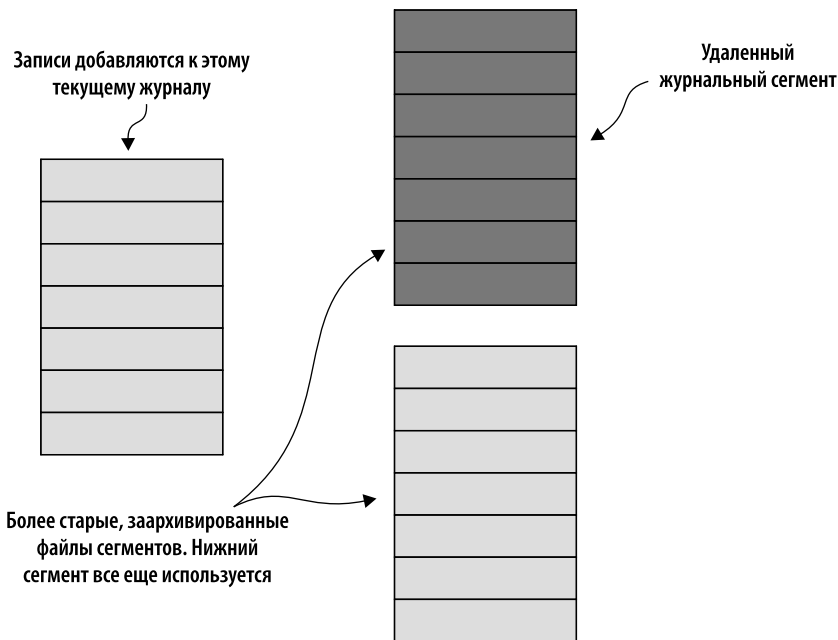 Записи добавляются к этому
текущему журналу
Удаленный
журнальный сегмент
Более старые, заархивированные
файлы сегментов. Нижний
сегмент все еще используется